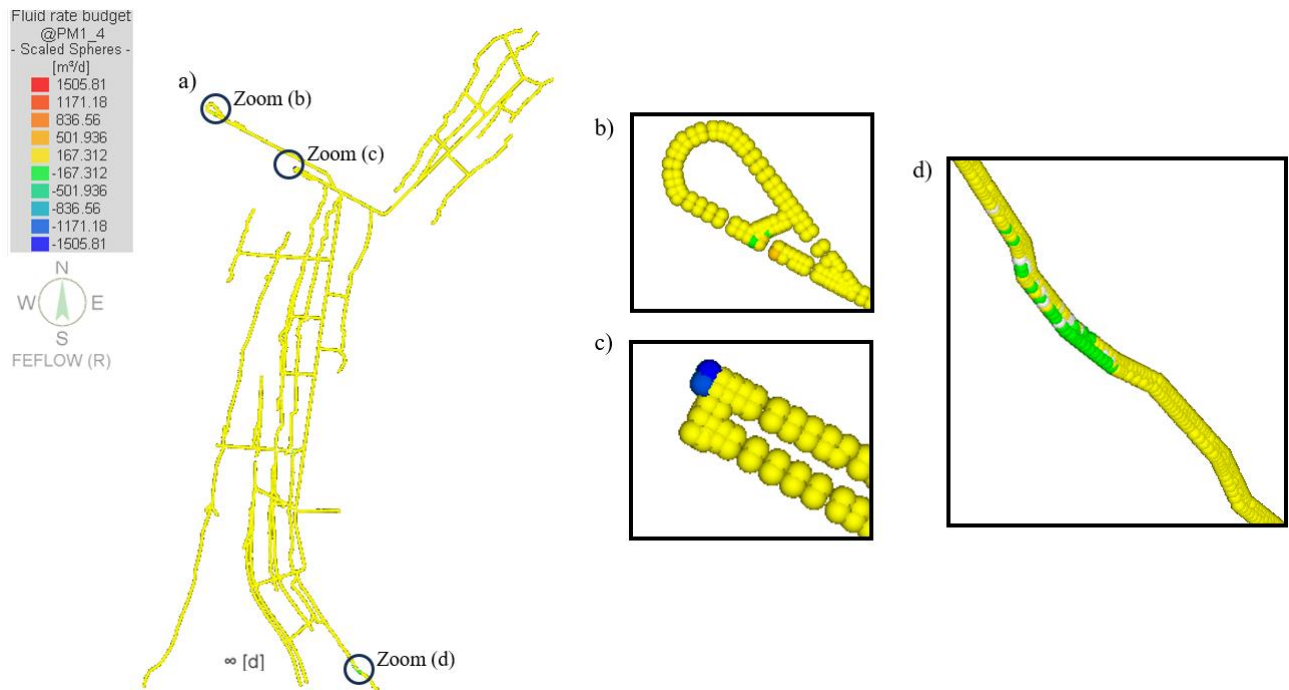 Fluid rate budget
@PM1_4
- Scaled Spheres -
[m³/d]
1505.81
1171.18
836.56
501.936
167.312
-167.312
-501.936
-836.56
-1171.18
-1505.81
N
W E
S
FEFLOW (R)
a)
Zoom (b)
Zoom (c)
∞ [d]
Zoom (d)
b)
c)
d)